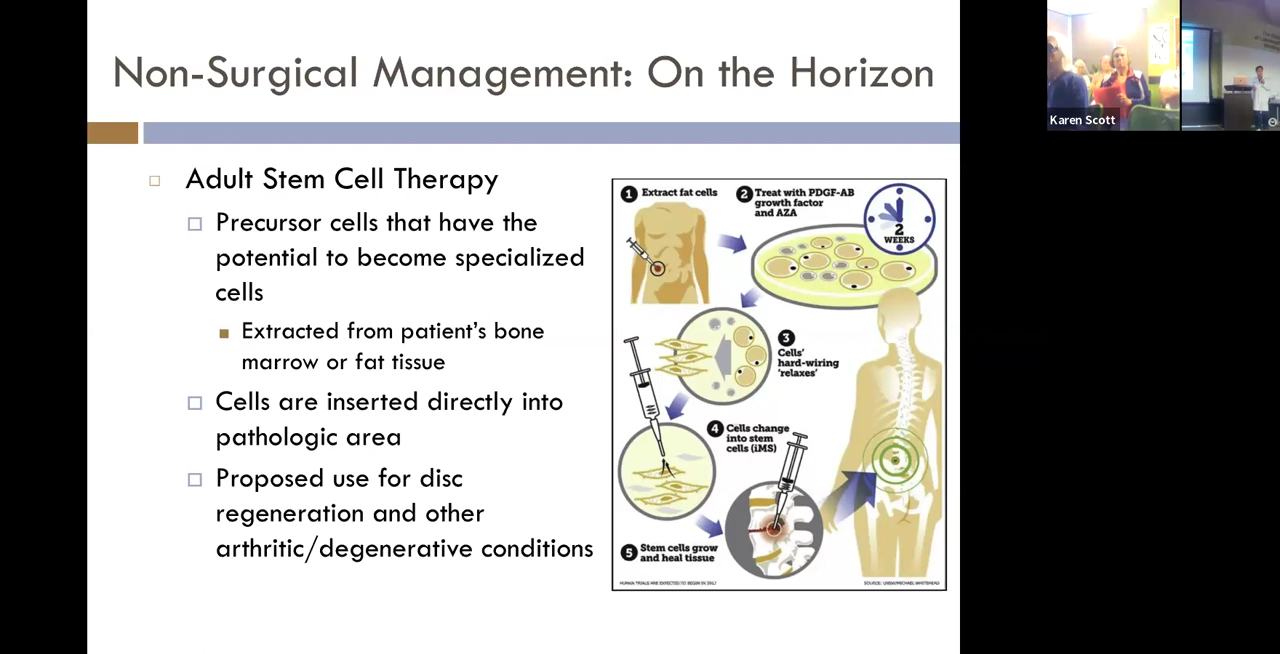 Non-Surgical Management: On the Horizon
Adult Stem Cell Therapy
Precursor cells that have the
potential to become specialized
cells
Extracted from patient's bone
marrow or fat tissue
Cells are inserted directly into
pathologic area
Proposed use for disc
regeneration and other
arthritic/degenerative conditions
1 Extract fat cells
2 Treat with PDGF-AB
growth factor
and AZA
2
WEEKS
3
Cells'
hard-wiring
'relaxes'
4 Cells change
into stem
cells (iMS)
5 Stem cells grow
and heal tissue
HUMAN TRIALS ARE EXPECTED TO BEGIN IN 2017
SOURCE: UNSW/MICHAEL WHITEHEAD
Karen Scott